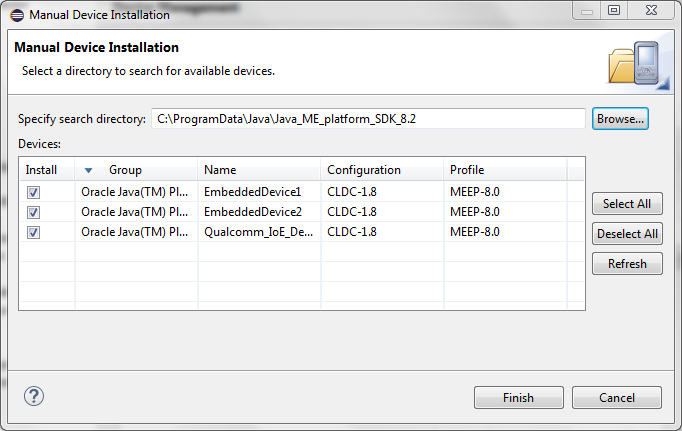 Manual Device Installation
Manual Device Installation
Select a directory to search for available devices.
Specify search directory: C:\ProgramData\Java\Java_ME_platform_SDK_8.2 Browse...
Devices:
Install Group Name Configuration Profile
Oracle Java(TM) Pl... EmbeddedDevice1 CLDC-1.8 MEEP-8.0
Oracle Java(TM) Pl... EmbeddedDevice2 CLDC-1.8 MEEP-8.0
Oracle Java(TM) Pl... Qualcomm_IoE_De... CLDC-1.8 MEEP-8.0
Select All
Deselect All
Refresh
? Finish Cancel